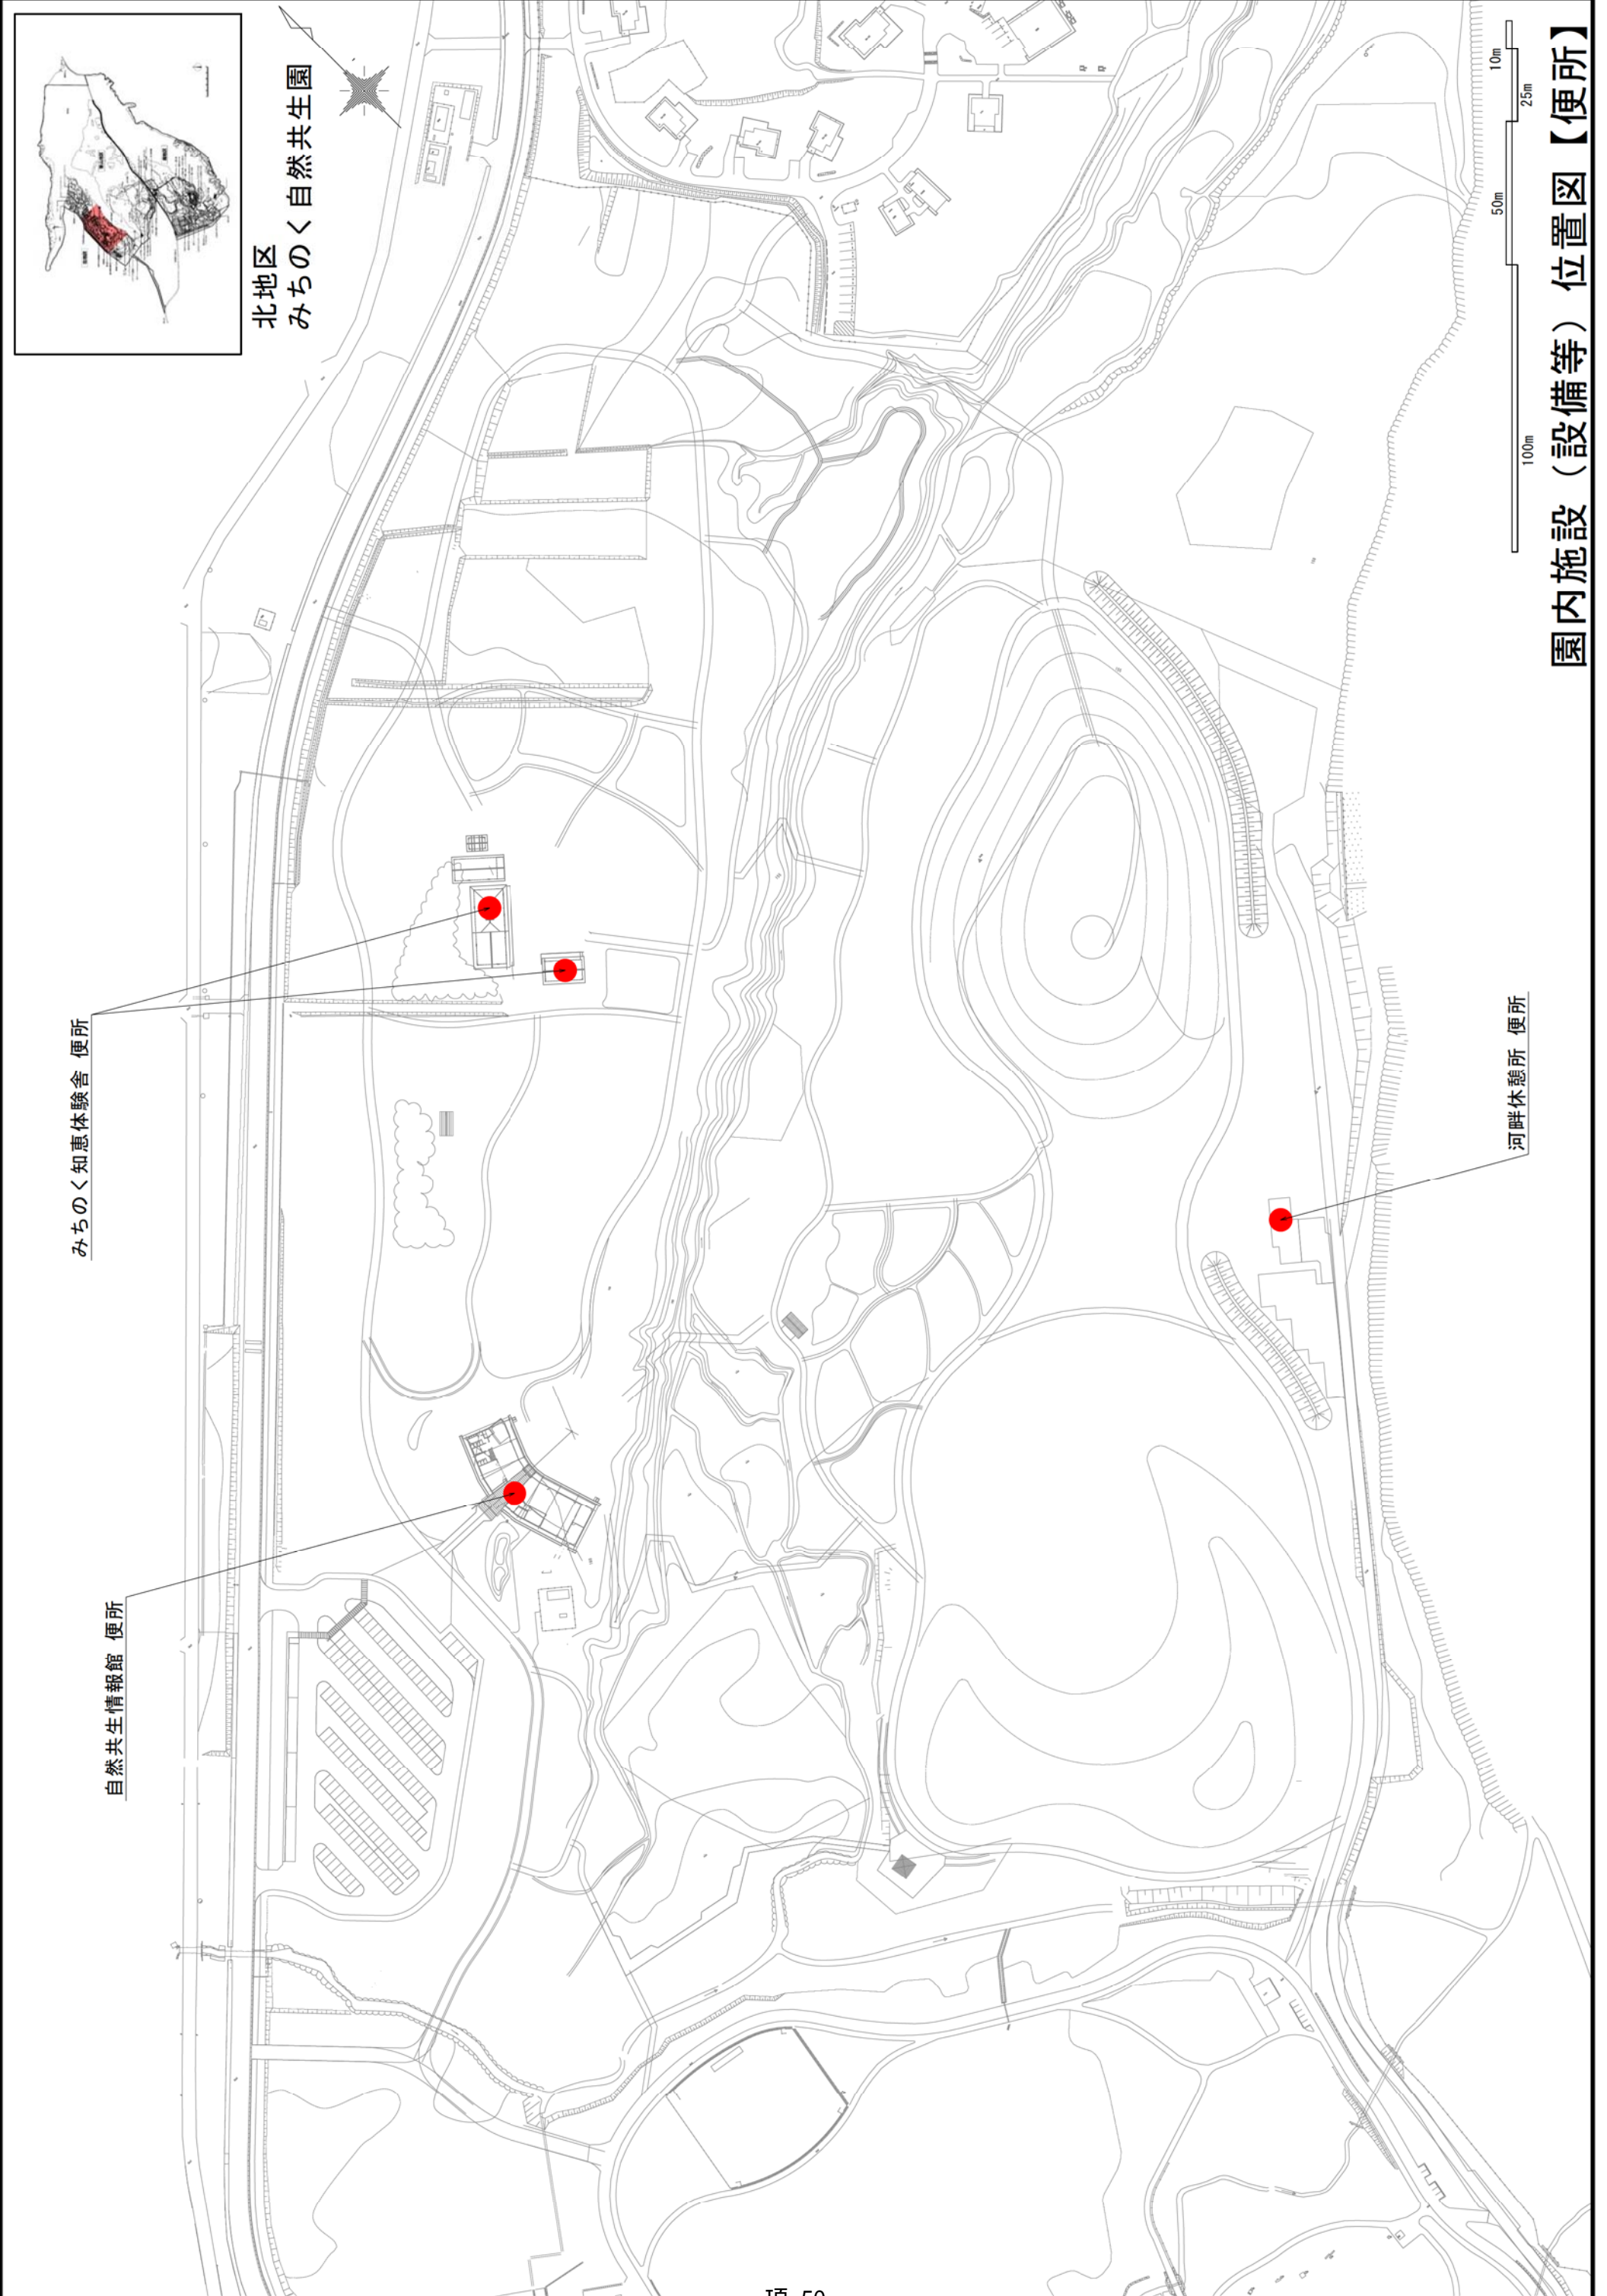 園内施設（設備等）位置図【便所】
10m
25m
50m
100m
北地区
みちのく自然共生園
みちのく知恵体験舎 便所
自然共生情報館 便所
河畔休憩所 便所